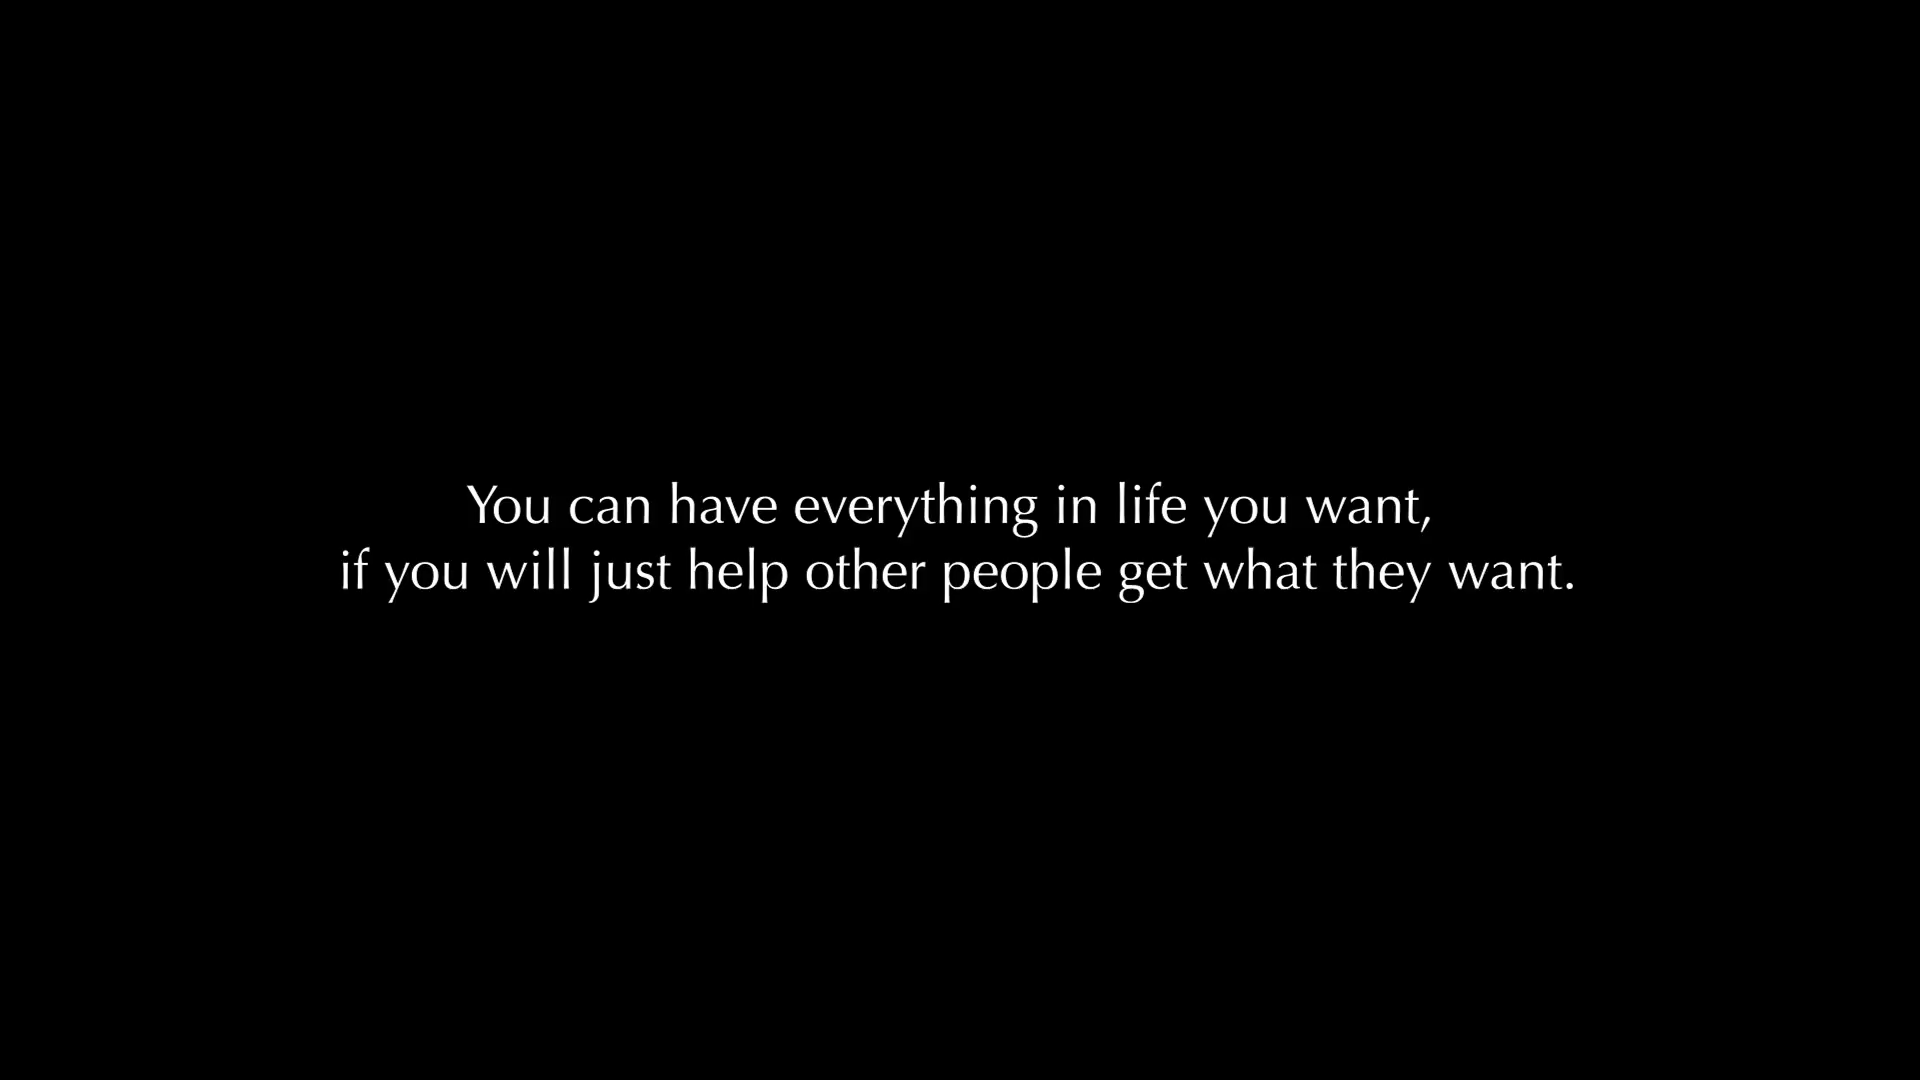 You can have everything in life you want,
if you will just help other people get what they want.